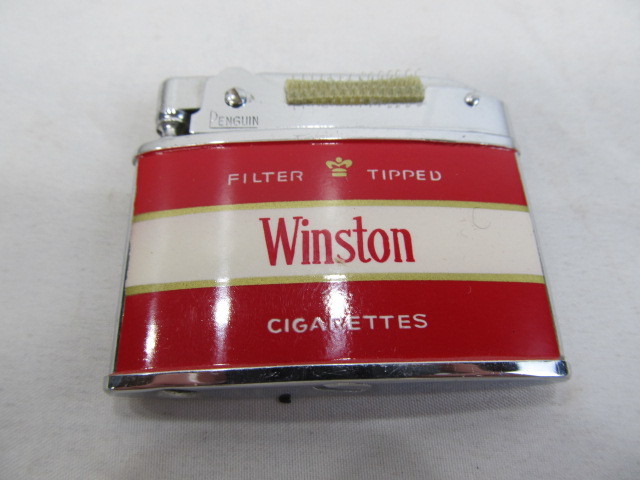 PENGUIN
FILTER TIPPED
Winston
CIGARETTES